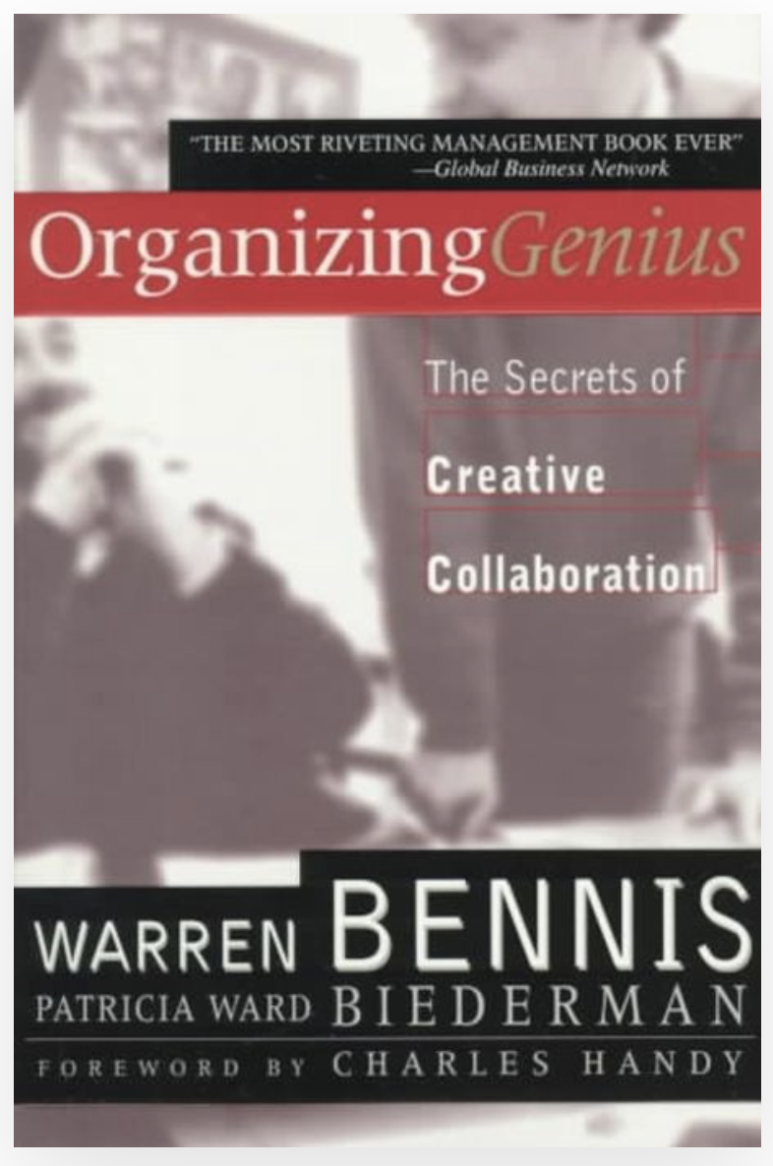 "THE MOST RIVETING MANAGEMENT BOOK EVER"
—Global Business Network
OrganizingGenius
The Secrets of
Creative
Collaboration
WARREN BENNIS
PATRICIA WARD BIEDERMAN
FOREWORD BY CHARLES HANDY